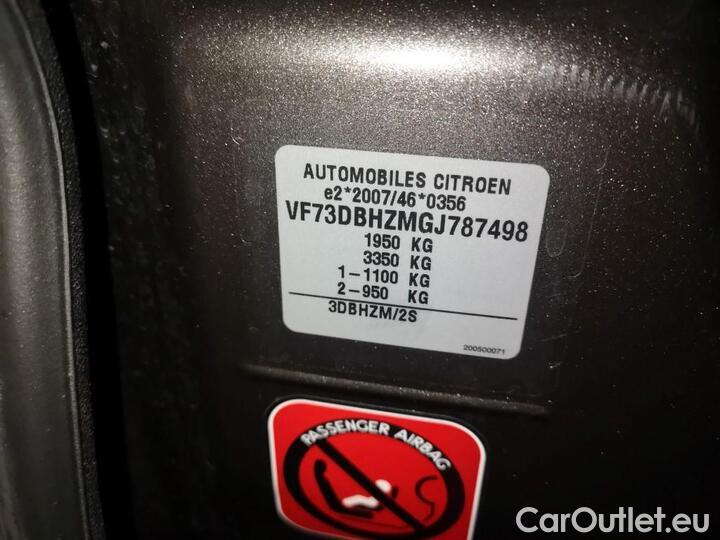 AUTOMOBILES CITROEN
e2*2007/46*0356
VF73DBHZMGJ787498
1950 KG
3350 KG
1-1100 KG
2-950 KG
3DBHZM/2S
200500071
PASSENGER AIRBAG
CarOutlet.eu